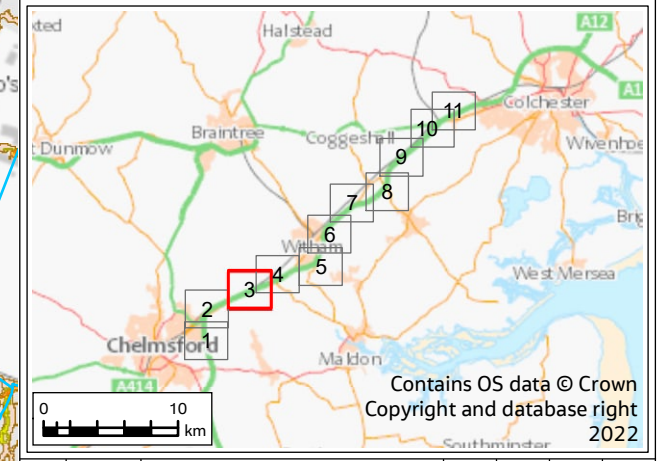 xted
Halstead
A12
o's
A1
Colchester
11
10
Braintree
Coggeshall
t Dunmow
9
Wivenhoe
8
7
Brig
6
Witham
5
4
West Mersea
3
2
Chelmsford
1
Maldon
A414
Contains OS data © Crown
Copyright and database right
2022
0 10
km
Southminster